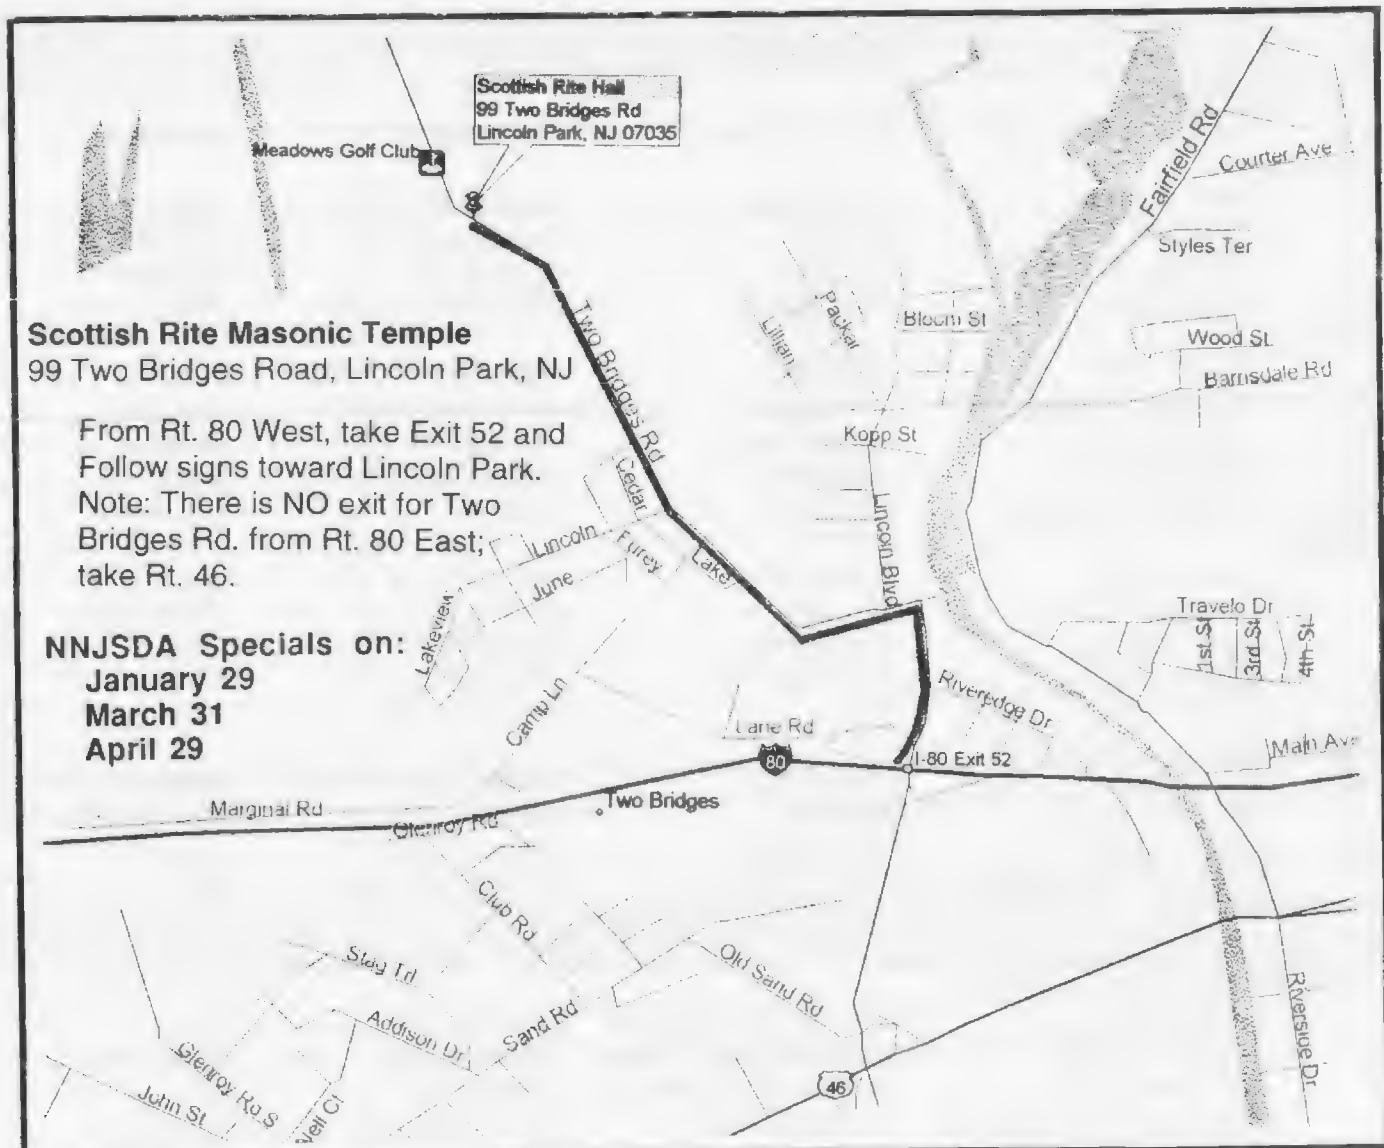 Scottish Rite Hall
99 Two Bridges Rd
Lincoln Park, NJ 07035
Meadows Golf Club
Fairfield Rd
Courter Ave
Styles Ter
Scottish Rite Masonic Temple
99 Two Bridges Road, Lincoln Park, NJ
From Rt. 80 West, take Exit 52 and
Follow signs toward Lincoln Park.
Note: There is NO exit for Two
Bridges Rd. from Rt. 80 East;
take Rt. 46.
NNJSDA Specials on:
January 29
March 31
April 29
Two Bridges Rd
Lillian
Packar
Bloom St
Wood St
Barnsdale Rd
Kopp St
Cedar
Lincoln
Furey
June
Lake
Lakeview
Lincoln Blvd
Travelo Dr
1st St
3rd St
4th St
Camp Ln
Riveredge Dr
Lane Rd
Main Ave
80
I-80 Exit 52
Two Bridges
Marginal Rd
Glenroy Rd
Club Rd
Stag Trl
Old Sand Rd
Sand Rd
Addison Dr
Glenroy Rd S
John St
Nell Ct
46
Riverside Dr